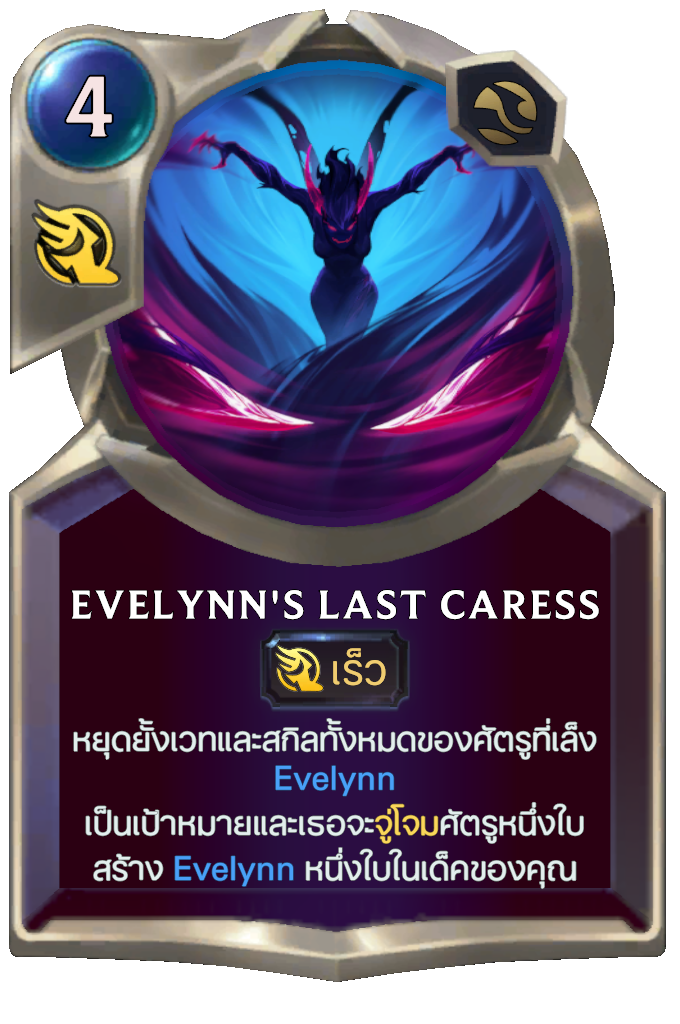 4
EVELYNN'S LAST CARESS
เร็ว
หยุดยั้งเวทและสกิลทั้งหมดของศัตรูที่เล็ง
Evelynn
เป็นเป้าหมายและเธอจะจู่โจมศัตรูหนึ่งใบ
สร้าง Evelynn หนึ่งใบในเด็คของคุณ